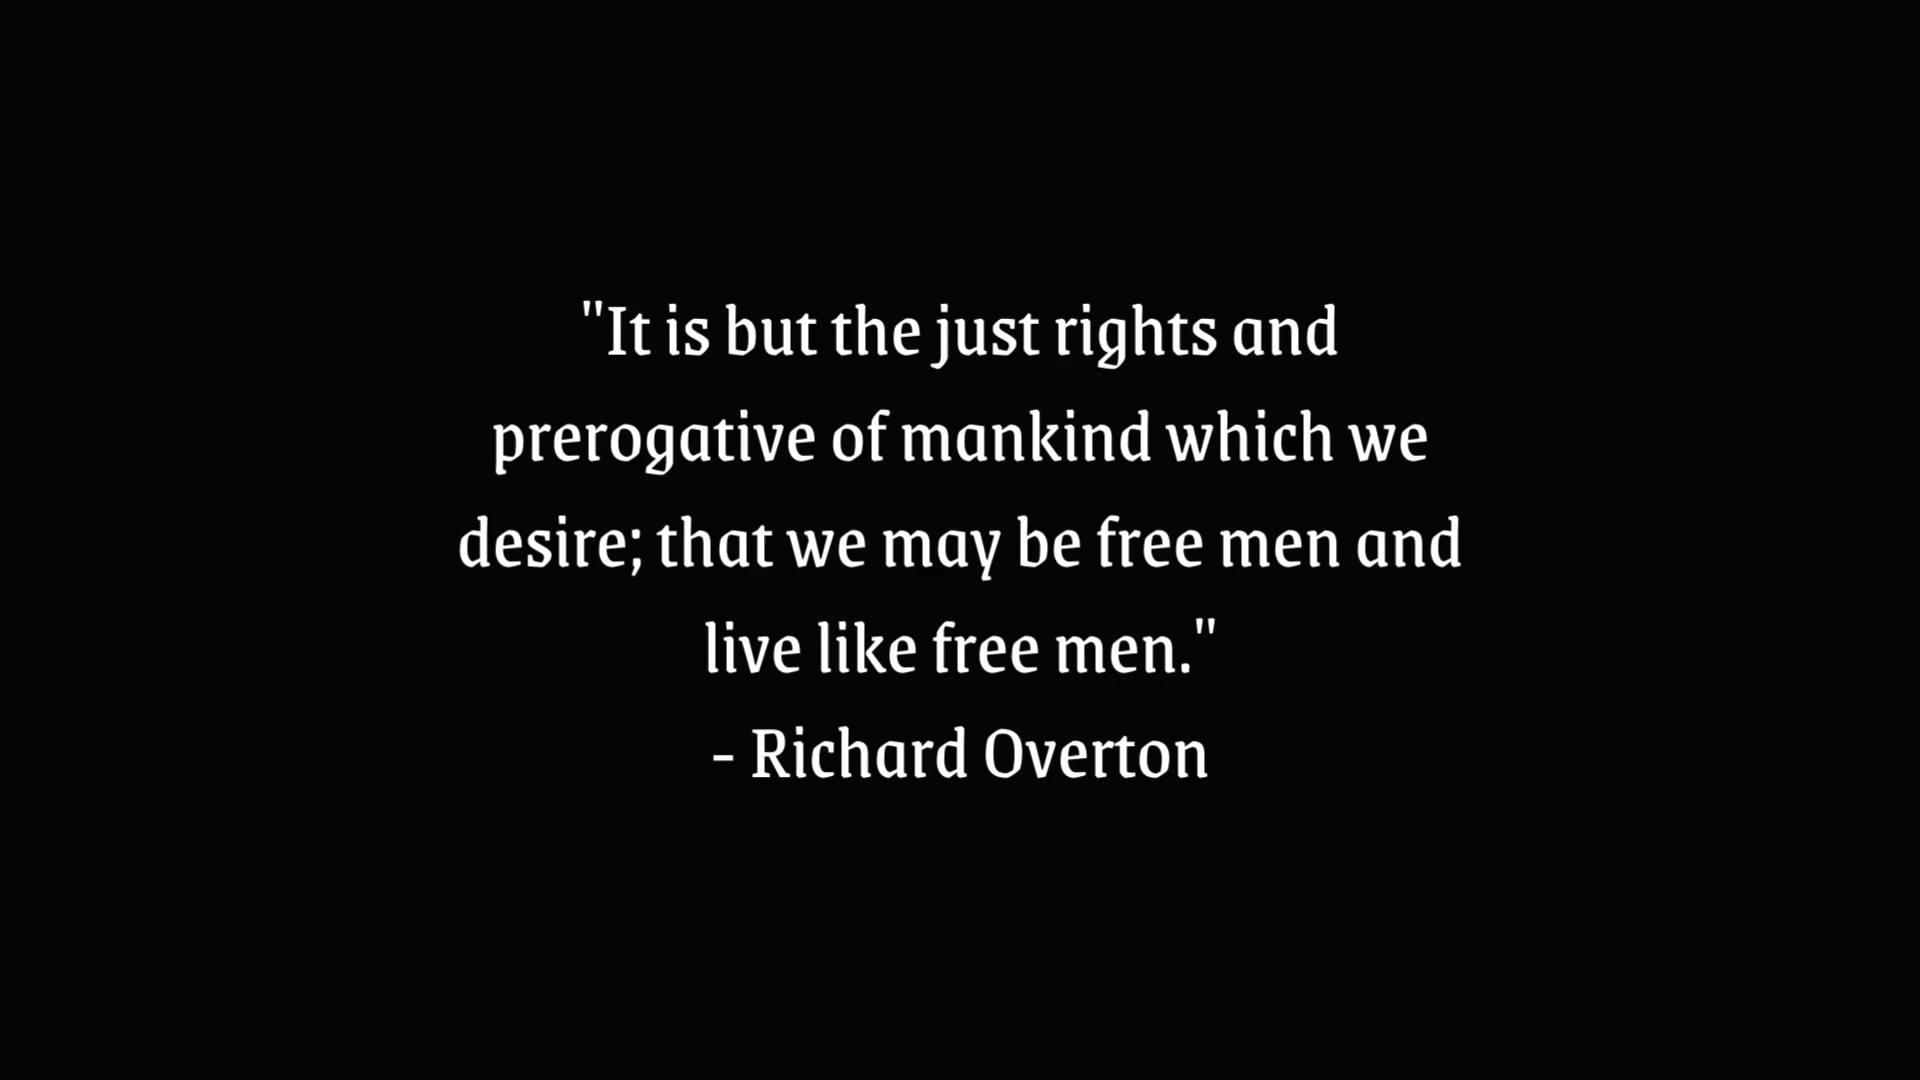 "It is but the just rights and
prerogative of mankind which we
desire; that we may be free men and
live like free men."
- Richard Overton